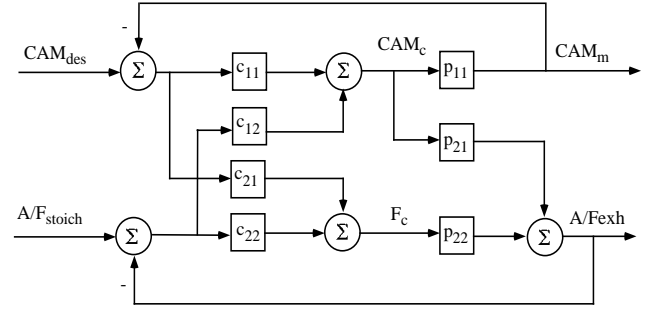 -
CAM_des
Σ
c_11
Σ
CAM_c
p_11
CAM_m
c_12
p_21
c_21
A/F_stoich
Σ
c_22
Σ
F_c
p_22
Σ
A/Fexh
-